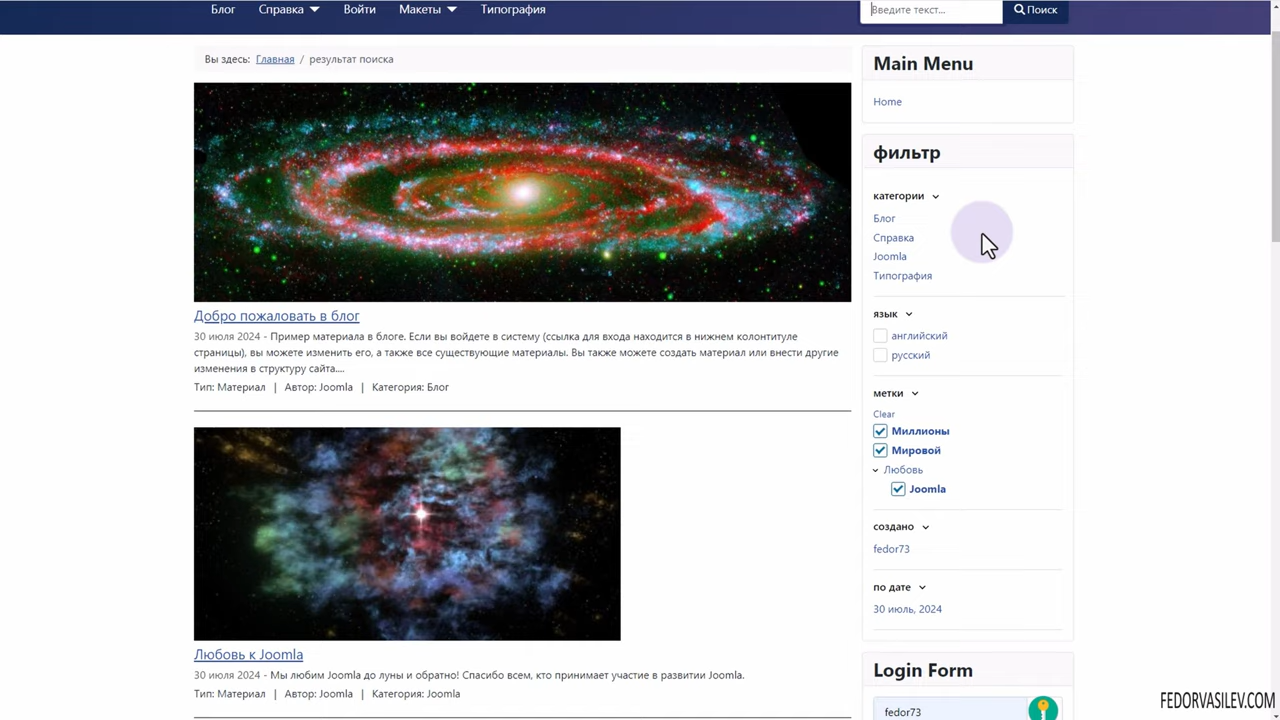 Блог Справка Войти Макеты Типография
Введите текст... Поиск
Вы здесь: Главная / результат поиска
Добро пожаловать в блог
30 июля 2024 - Пример материала в блоге. Если вы войдете в систему (ссылка для входа находится в нижнем колонтитуле
страницы), вы можете изменить его, а также все существующие материалы. Вы также можете создать материал или внести другие
изменения в структуру сайта....
Тип: Материал | Автор: Joomla | Категория: Блог
Любовь к Joomla
30 июля 2024 - Мы любим Joomla до луны и обратно! Спасибо всем, кто принимает участие в развитии Joomla.
Тип: Материал | Автор: Joomla | Категория: Joomla
Main Menu
Home
фильтр
категории
Блог
Справка
Joomla
Типография
язык
английский
русский
метки
Clear
Миллионы
Мировой
Любовь
Joomla
создано
fedor73
по дате
30 июль, 2024
Login Form
fedor73
FEDORVASILEV.COM